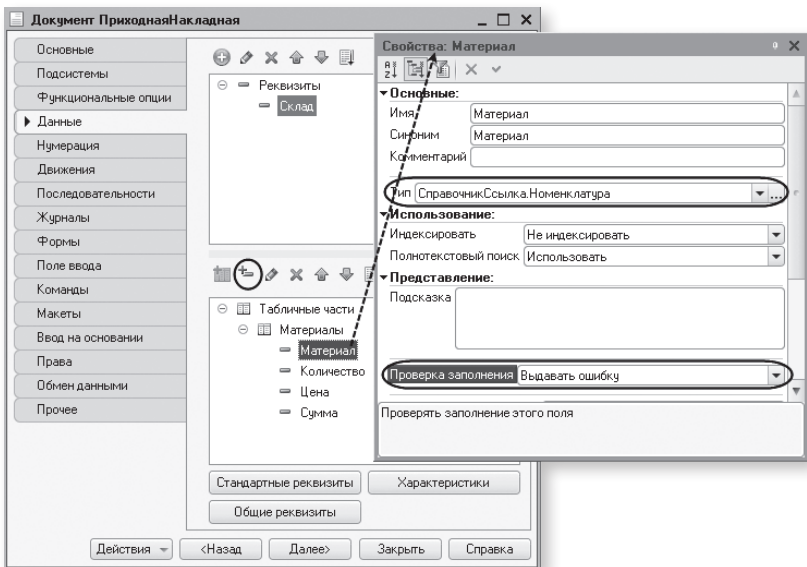 Документ ПриходнаяНакладная
Основные
Подсистемы
Функциональные опции
Данные
Нумерация
Движения
Последовательности
Журналы
Формы
Поле ввода
Команды
Макеты
Ввод на основании
Права
Обмен данными
Прочее
Реквизиты
Склад
Табличные части
Материалы
Материал
Количество
Цена
Сумма
Стандартные реквизиты
Характеристики
Общие реквизиты
Действия
<Назад
Далее>
Закрыть
Справка
Свойства: Материал
Основные:
Имя Материал
Синоним Материал
Комментарий
Тип СправочникСсылка.Номенклатура
Использование:
Индексировать Не индексировать
Полнотекстовый поиск Использовать
Представление:
Подсказка
Проверка заполнения Выдавать ошибку
Проверять заполнение этого поля